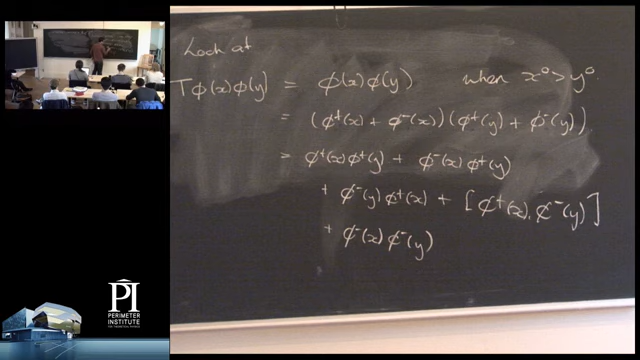 Look at
Tϕ(x)ϕ(y) = ϕ(x)ϕ(y) when x⁰ > y⁰.
= (ϕ⁺(x) + ϕ⁻(x)) (ϕ⁺(y) + ϕ⁻(y))
= ϕ⁺(x)ϕ⁺(y) + ϕ⁻(x)ϕ⁺(y)
+ ϕ⁻(y)ϕ⁺(x) + [ϕ⁺(x), ϕ⁻(y)]
+ ϕ⁻(x)ϕ⁻(y)
PI
PERIMETER
INSTITUTE